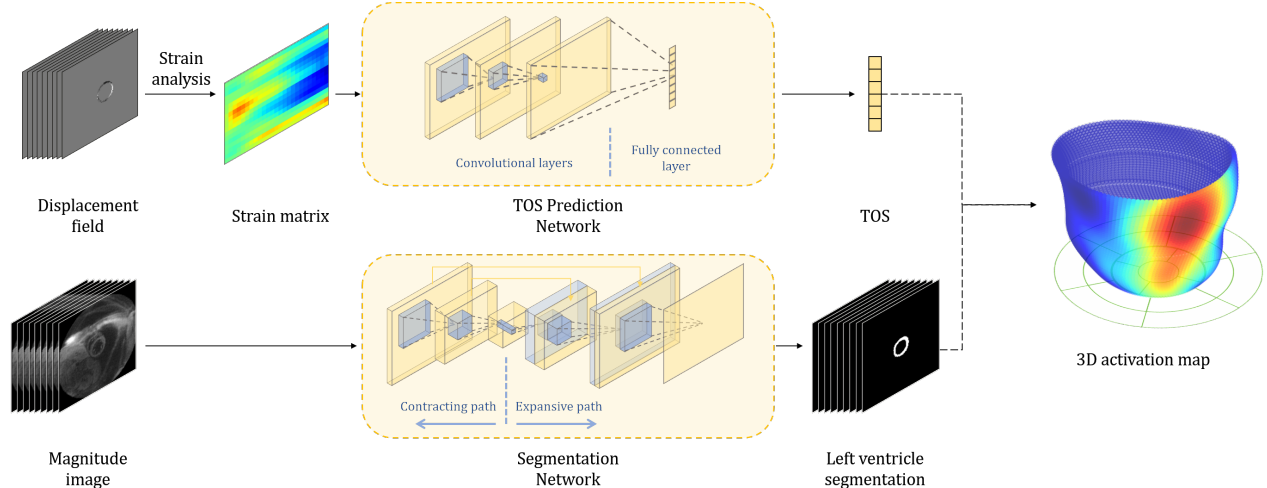 Strain
analysis
Convolutional layers
Fully connected
layer
Displacement
field
Strain matrix
TOS Prediction
Network
TOS
Contracting path
Expansive path
3D activation map
Magnitude
image
Segmentation
Network
Left ventricle
segmentation